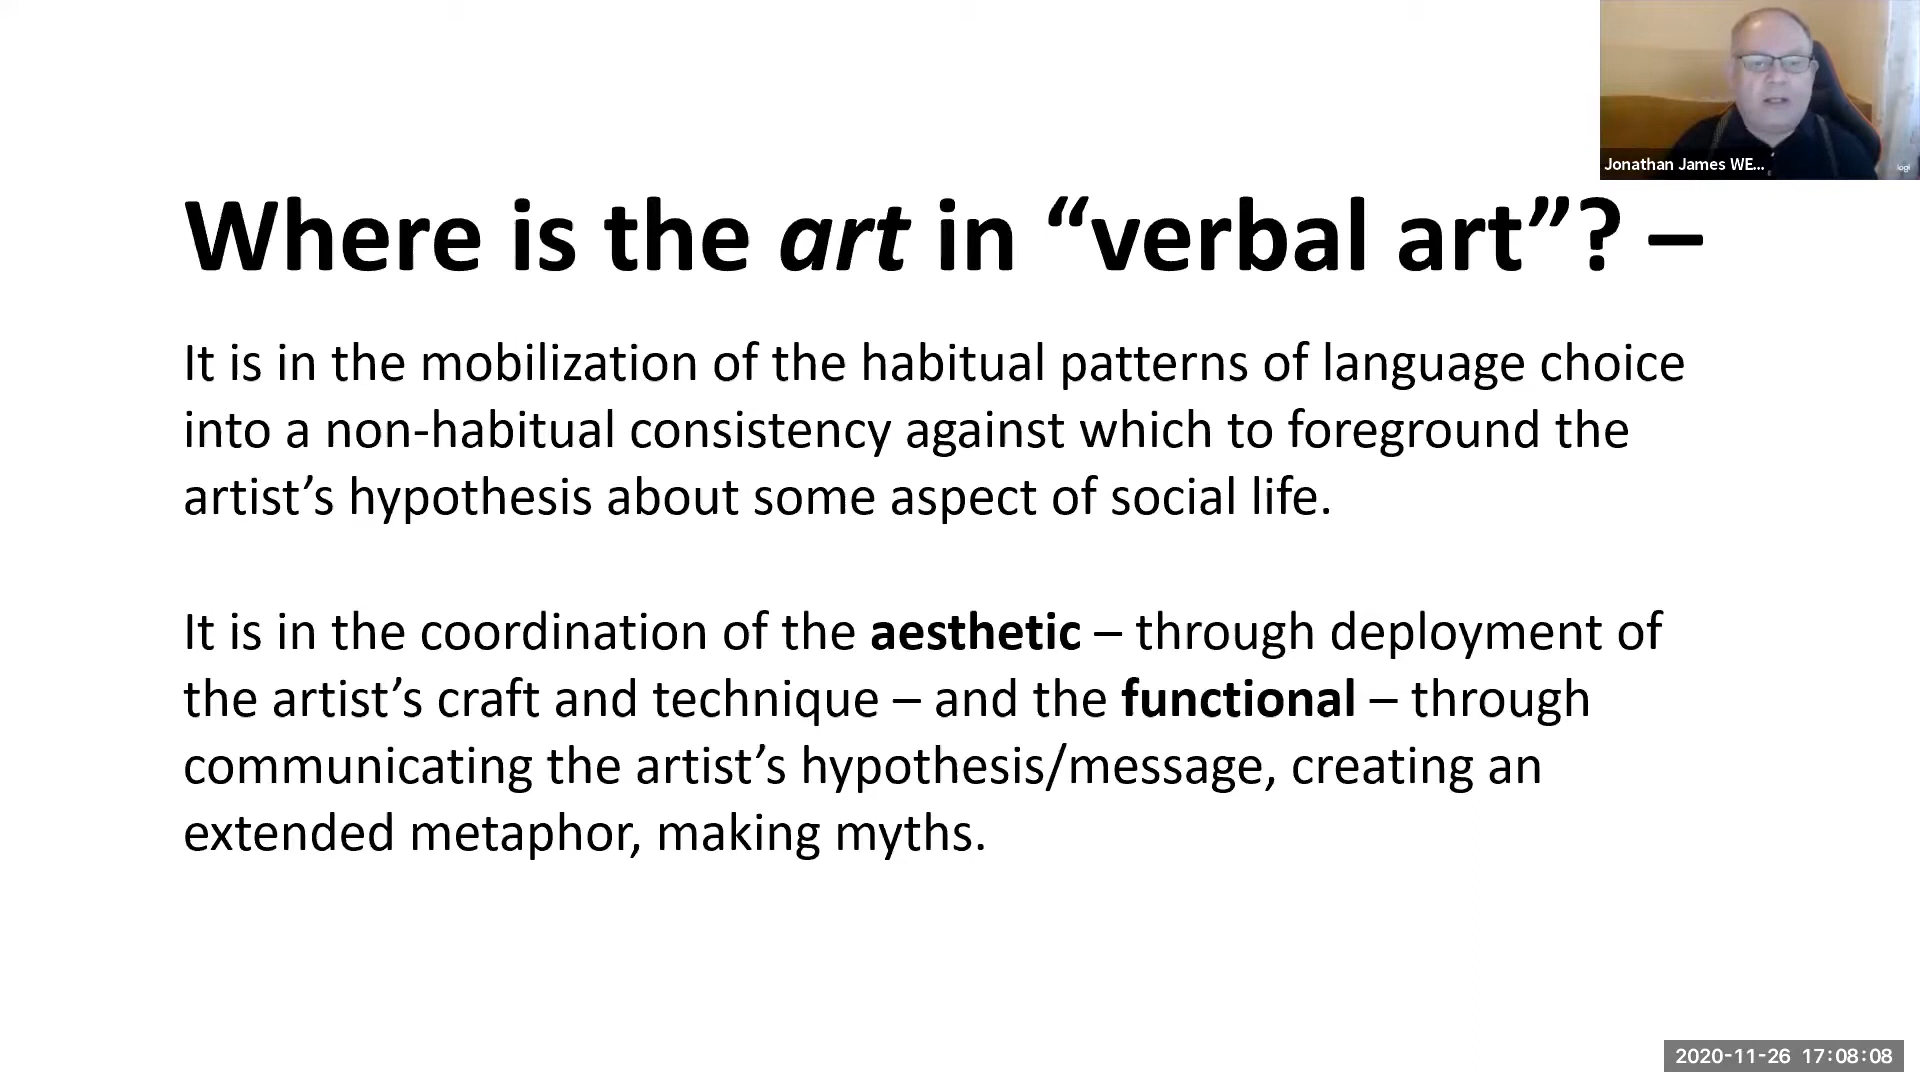 Jonathan James WE...
logi
Where is the art in “verbal art”? –
It is in the mobilization of the habitual patterns of language choice
into a non-habitual consistency against which to foreground the
artist’s hypothesis about some aspect of social life.
It is in the coordination of the aesthetic – through deployment of
the artist’s craft and technique – and the functional – through
communicating the artist’s hypothesis/message, creating an
extended metaphor, making myths.
2020-11-26 17:08:08